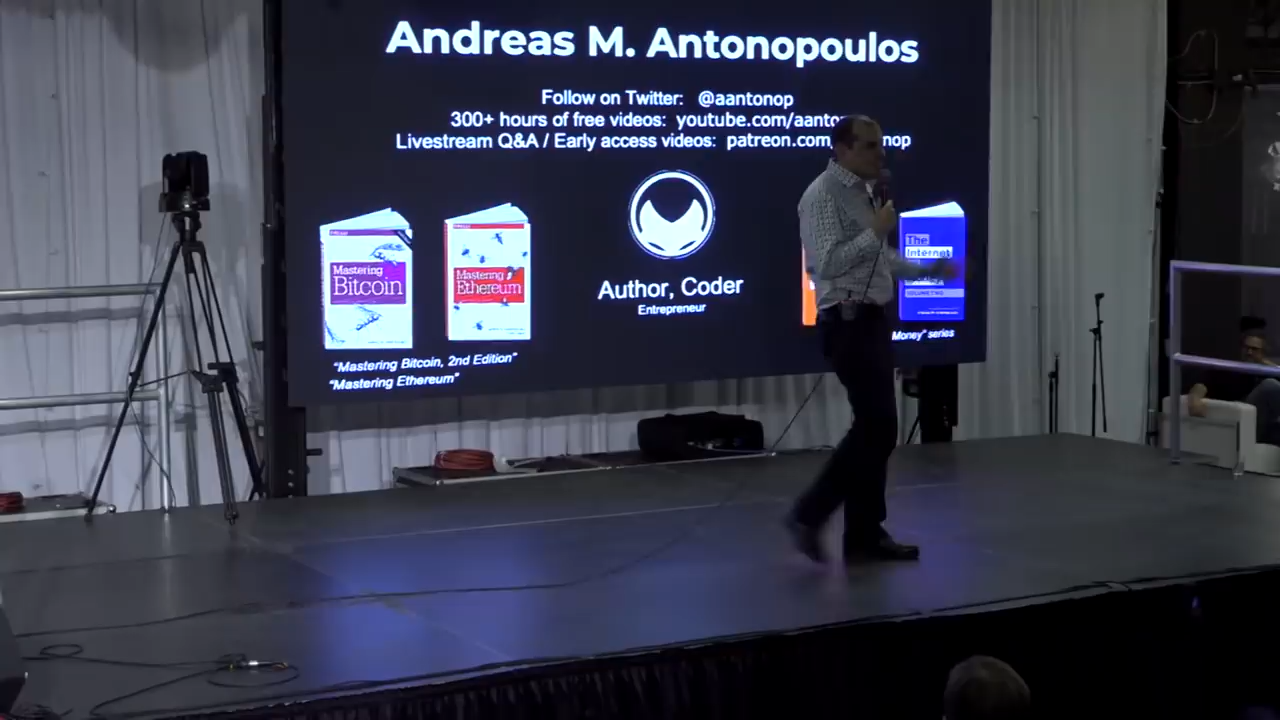 Andreas M. Antonopoulos
Follow on Twitter: @aantonop
300+ hours of free videos: youtube.com/aanto
Livestream Q&A / Early access videos: patreon.com nop
Mastering
Bitcoin
Mastering
Ethereum
The
Internet
Author, Coder
Entrepreneur
Money" series
"Mastering Bitcoin, 2nd Edition"
"Mastering Ethereum"